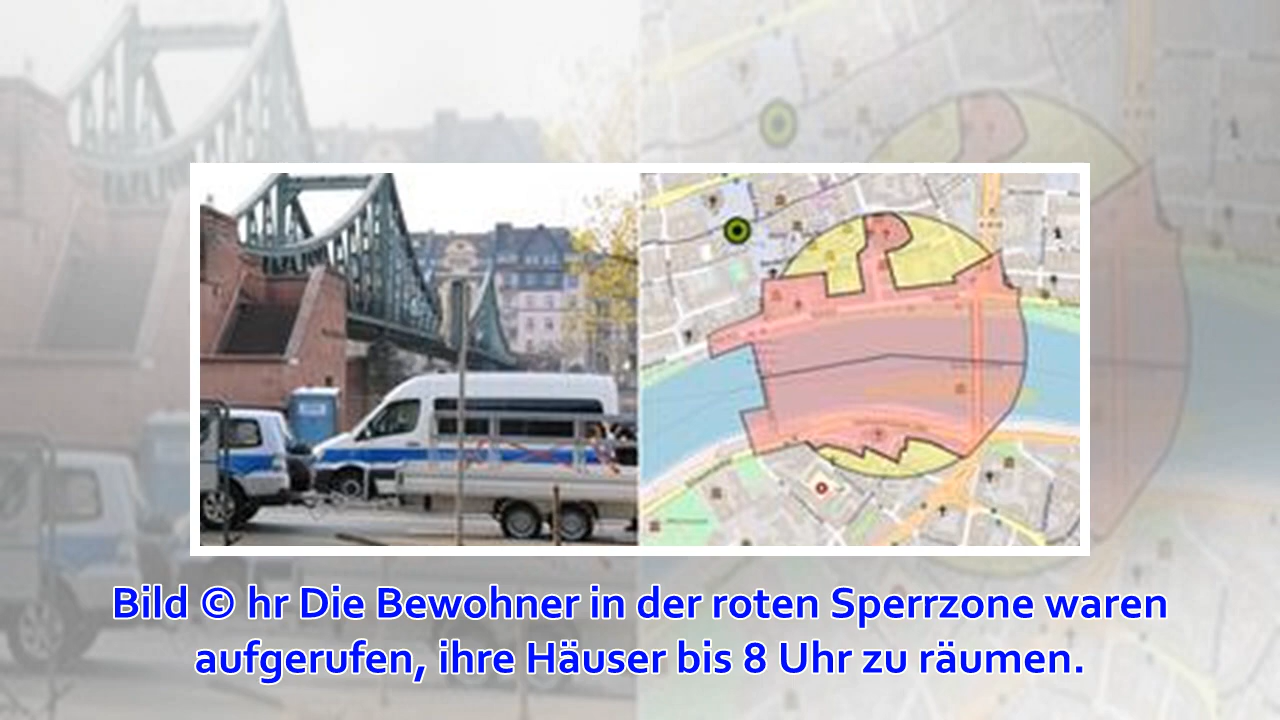 Bild © hr Die Bewohner in der roten Sperrzone waren
aufgerufen, ihre Häuser bis 8 Uhr zu räumen.